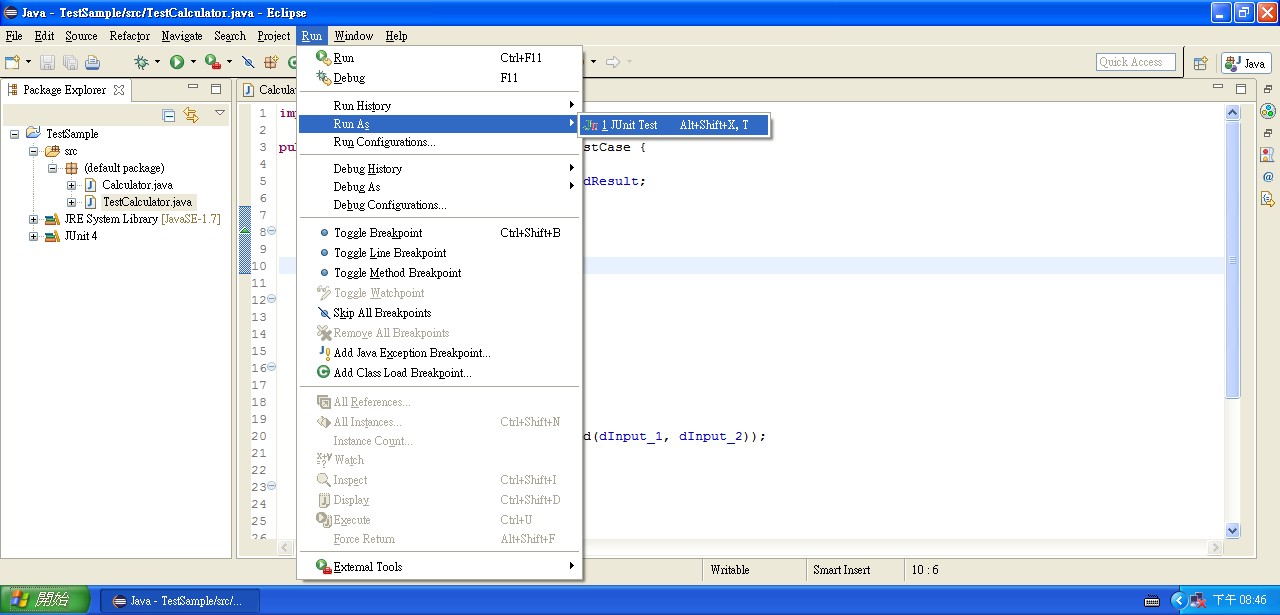 Java - TestSample/src/TestCalculator.java - Eclipse
File Edit Source Refactor Navigate Search Project Run Window Help
Quick Access
Java
Package Explorer
TestSample
src
(default package)
Calculator.java
TestCalculator.java
JRE System Library [JavaSE-1.7]
JUnit 4
Run Ctrl+F11
Debug F11
Run History
Run As
1 JUnit Test Alt+Shift+X, T
Run Configurations...
Debug History
Debug As
Debug Configurations...
Toggle Breakpoint Ctrl+Shift+B
Toggle Line Breakpoint
Toggle Method Breakpoint
Toggle Watchpoint
Skip All Breakpoints
Remove All Breakpoints
Add Java Exception Breakpoint...
Add Class Load Breakpoint...
All References...
All Instances... Ctrl+Shift+N
Instance Count...
Watch
Inspect Ctrl+Shift+I
Display Ctrl+Shift+D
Execute Ctrl+U
Force Return Alt+Shift+F
External Tools
Calcula
1 im
2
3 pu stCase {
4
5 dResult;
6
7
8
9
10
11
12
13
14
15
16
17
18
19
20 d(dInput_1, dInput_2));
21
22
23
24
25
26
Writable Smart Insert 10 : 6
開始 Java - TestSample/src/... 下午 08:46